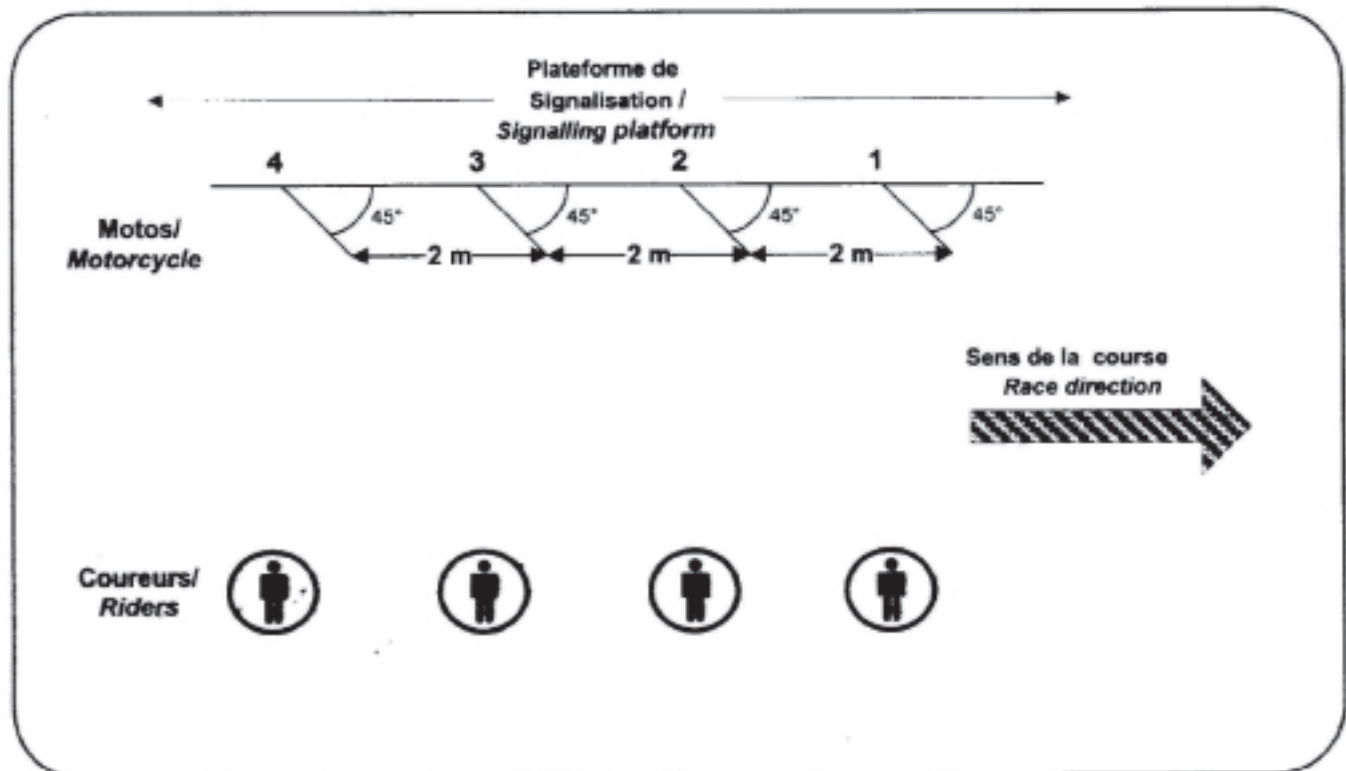 Plateforme de
Signalisation /
Signalling platform
4 3 2 1
45° 45° 45° 45°
Motos/
Motorcycle
2 m 2 m 2 m
Sens de la course
Race direction
Coureurs/
Riders